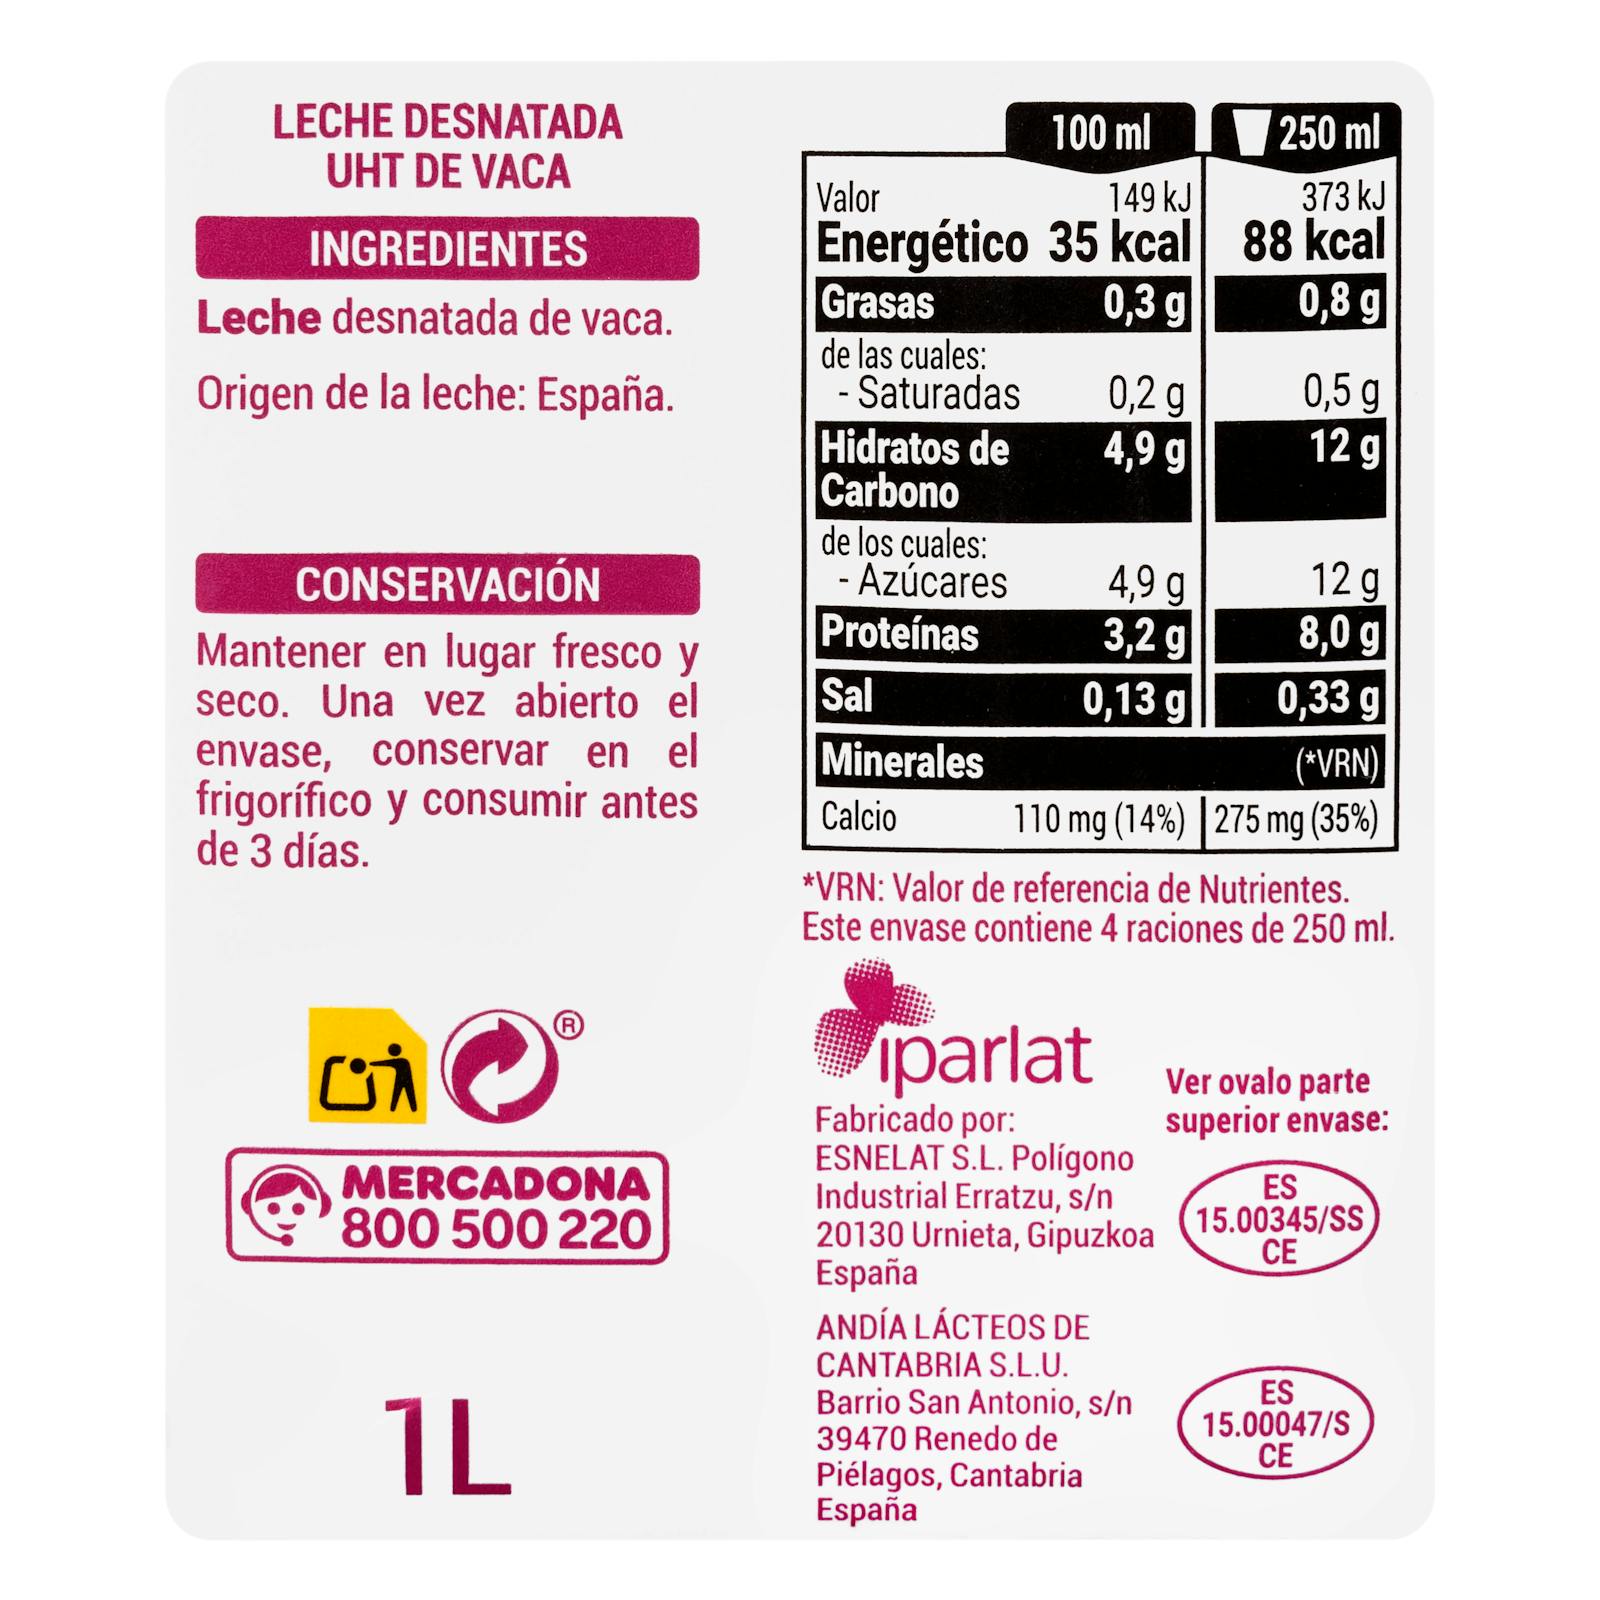 LECHE DESNATADA
UHT DE VACA
INGREDIENTES
Leche desnatada de vaca.
Origen de la leche: España.
CONSERVACIÓN
Mantener en lugar fresco y
seco. Una vez abierto el
envase, conservar en el
frigorífico y consumir antes
de 3 días.
®
MERCADONA
800 500 220
1L
100 ml 250 ml
Valor 149 kJ 373 kJ
Energético 35 kcal 88 kcal
Grasas 0,3 g 0,8 g
de las cuales:
- Saturadas 0,2 g 0,5 g
Hidratos de 4,9 g 12 g
Carbono
de los cuales:
- Azúcares 4,9 g 12 g
Proteínas 3,2 g 8,0 g
Sal 0,13 g 0,33 g
Minerales (*VRN)
Calcio 110 mg (14%) 275 mg (35%)
*VRN: Valor de referencia de Nutrientes.
Este envase contiene 4 raciones de 250 ml.
iparlat
Fabricado por:
ESNELAT S.L. Polígono
Industrial Erratzu, s/n
20130 Urnieta, Gipuzkoa
España
Ver ovalo parte
superior envase:
ES
15.00345/SS
CE
ANDÍA LÁCTEOS DE
CANTABRIA S.L.U.
Barrio San Antonio, s/n
39470 Renedo de
Piélagos, Cantabria
España
ES
15.00047/S
CE